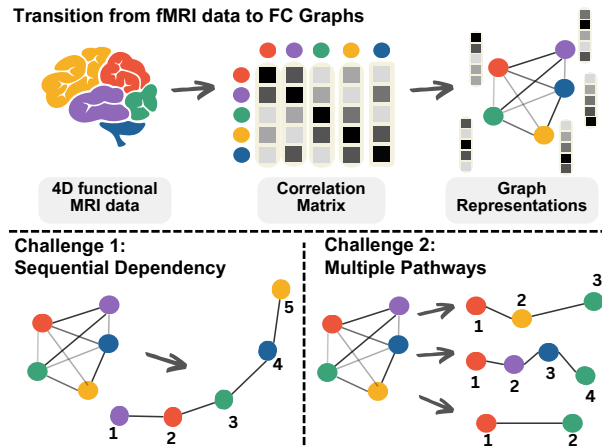 Transition from fMRI data to FC Graphs
4D functional
MRI data
Correlation
Matrix
Graph
Representations
Challenge 1:
Sequential Dependency
1
2
3
4
5
Challenge 2:
Multiple Pathways
1
2
3
1
2
3
4
1
2